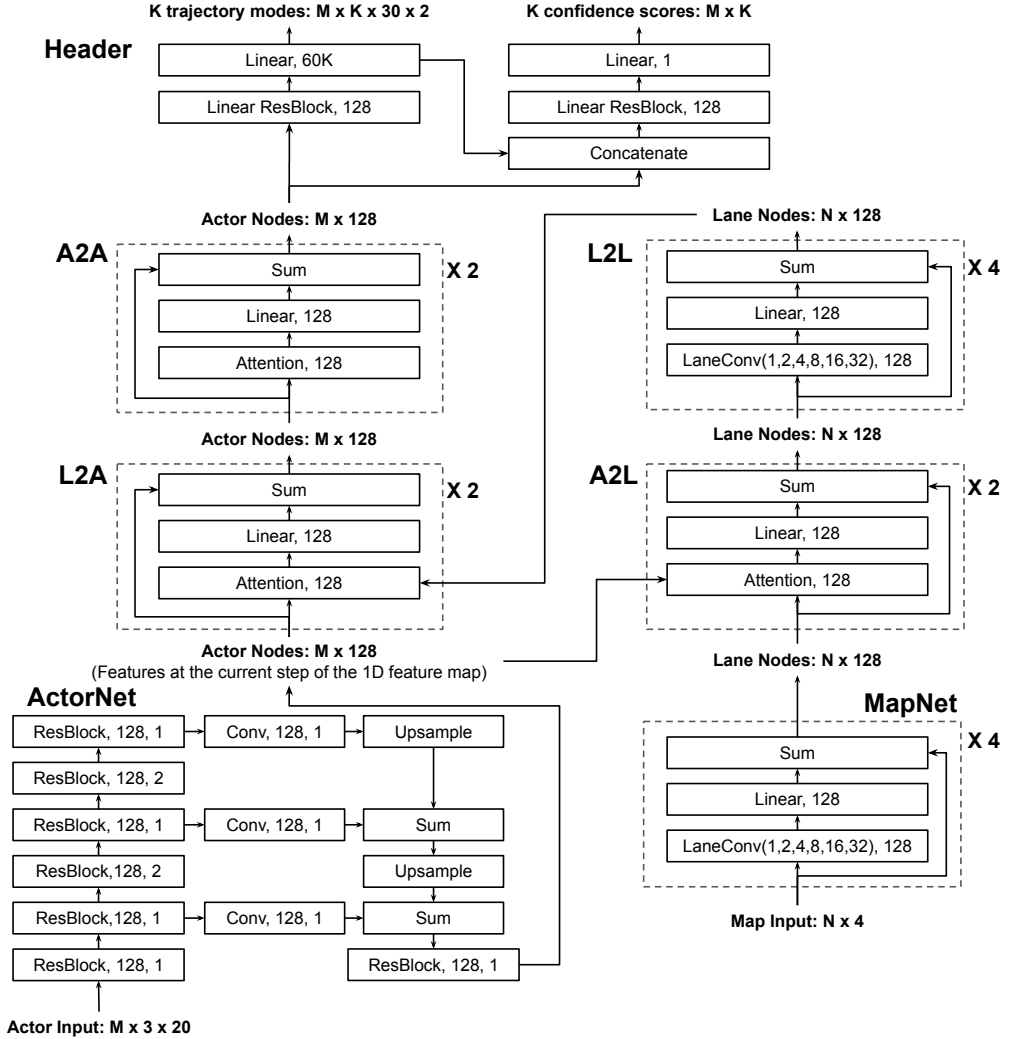 K trajectory modes: M x K x 30 x 2
K confidence scores: M x K
Header
Linear, 60K
Linear, 1
Linear ResBlock, 128
Linear ResBlock, 128
Concatenate
Actor Nodes: M x 128
Lane Nodes: N x 128
A2A
Sum
X 2
Linear, 128
Attention, 128
L2L
Sum
X 4
Linear, 128
LaneConv(1,2,4,8,16,32), 128
Actor Nodes: M x 128
Lane Nodes: N x 128
L2A
Sum
X 2
Linear, 128
Attention, 128
A2L
Sum
X 2
Linear, 128
Attention, 128
Actor Nodes: M x 128
(Features at the current step of the 1D feature map)
Lane Nodes: N x 128
ActorNet
ResBlock, 128, 1
Conv, 128, 1
Upsample
ResBlock, 128, 2
ResBlock, 128, 1
Conv, 128, 1
Sum
ResBlock,128, 2
Upsample
ResBlock,128, 1
Conv, 128, 1
Sum
ResBlock, 128, 1
ResBlock, 128, 1
Actor Input: M x 3 x 20
MapNet
X 4
Sum
Linear, 128
LaneConv(1,2,4,8,16,32), 128
Map Input: N x 4